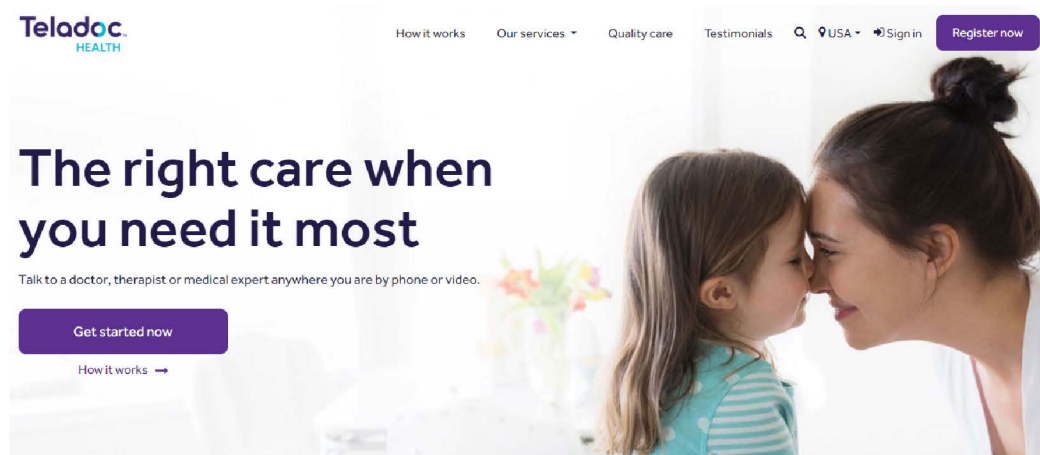 Teladoc
HEALTH
How it works
Our services
Quality care
Testimonials
USA
Sign in
Register now
The right care when
you need it most
Talk to a doctor, therapist or medical expert anywhere you are by phone or video.
Get started now
How it works →